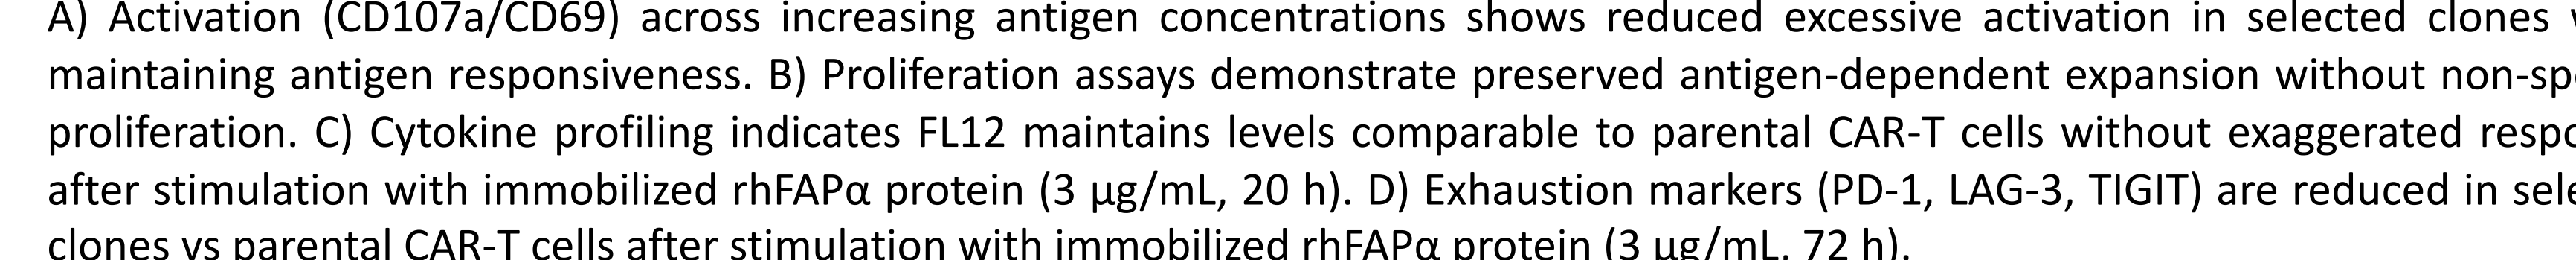 A) Activation (CD107a/CD69) across increasing antigen concentrations shows reduced excessive activation in selected clones
maintaining antigen responsiveness. B) Proliferation assays demonstrate preserved antigen-dependent expansion without non-sp
proliferation. C) Cytokine profiling indicates FL12 maintains levels comparable to parental CAR-T cells without exaggerated respo
after stimulation with immobilized rhFAPα protein (3 µg/mL, 20 h). D) Exhaustion markers (PD-1, LAG-3, TIGIT) are reduced in sele
clones vs parental CAR-T cells after stimulation with immobilized rhFAPα protein (3 µg/mL, 72 h).